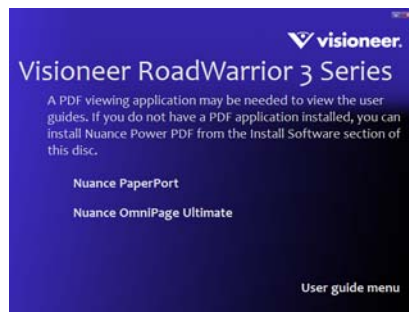 visioneer.
Visioneer RoadWarrior 3 Series
A PDF viewing application may be needed to view the user
guides. If you do not have a PDF application installed, you can
install Nuance Power PDF from the Install Software section of
this disc.
Nuance PaperPort
Nuance OmniPage Ultimate
User guide menu